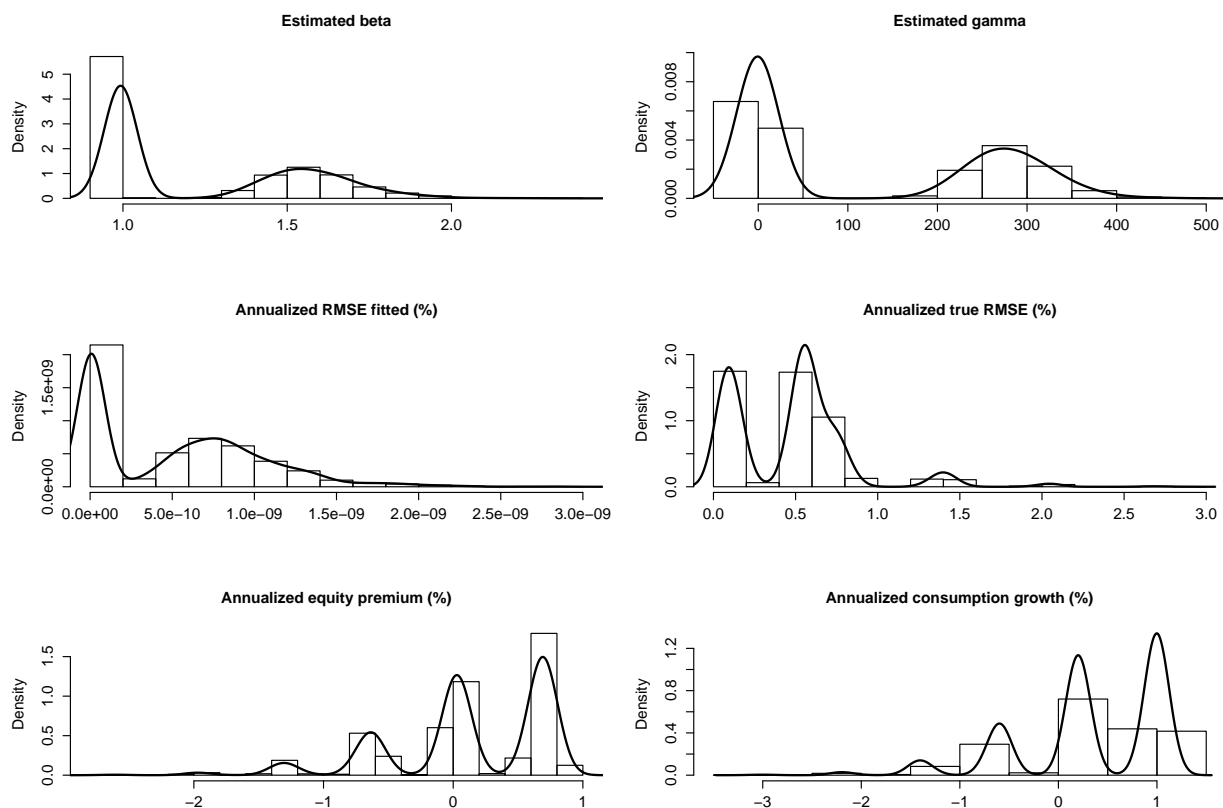 Estimated beta
Density
0 1 2 3 4 5
1.0 1.5 2.0
Estimated gamma
Density
0.000 0.004 0.008
0 100 200 300 400 500
Annualized RMSE fitted (%)
Density
0.0e+00 1.5e+09
0.0e+00 5.0e-10 1.0e-09 1.5e-09 2.0e-09 2.5e-09 3.0e-09
Annualized true RMSE (%)
Density
0.0 1.0 2.0
0.0 0.5 1.0 1.5 2.0 2.5 3.0
Annualized equity premium (%)
Density
0.0 0.5 1.0 1.5
−2 −1 0 1
Annualized consumption growth (%)
Density
0.0 0.4 0.8 1.2
−3 −2 −1 0 1